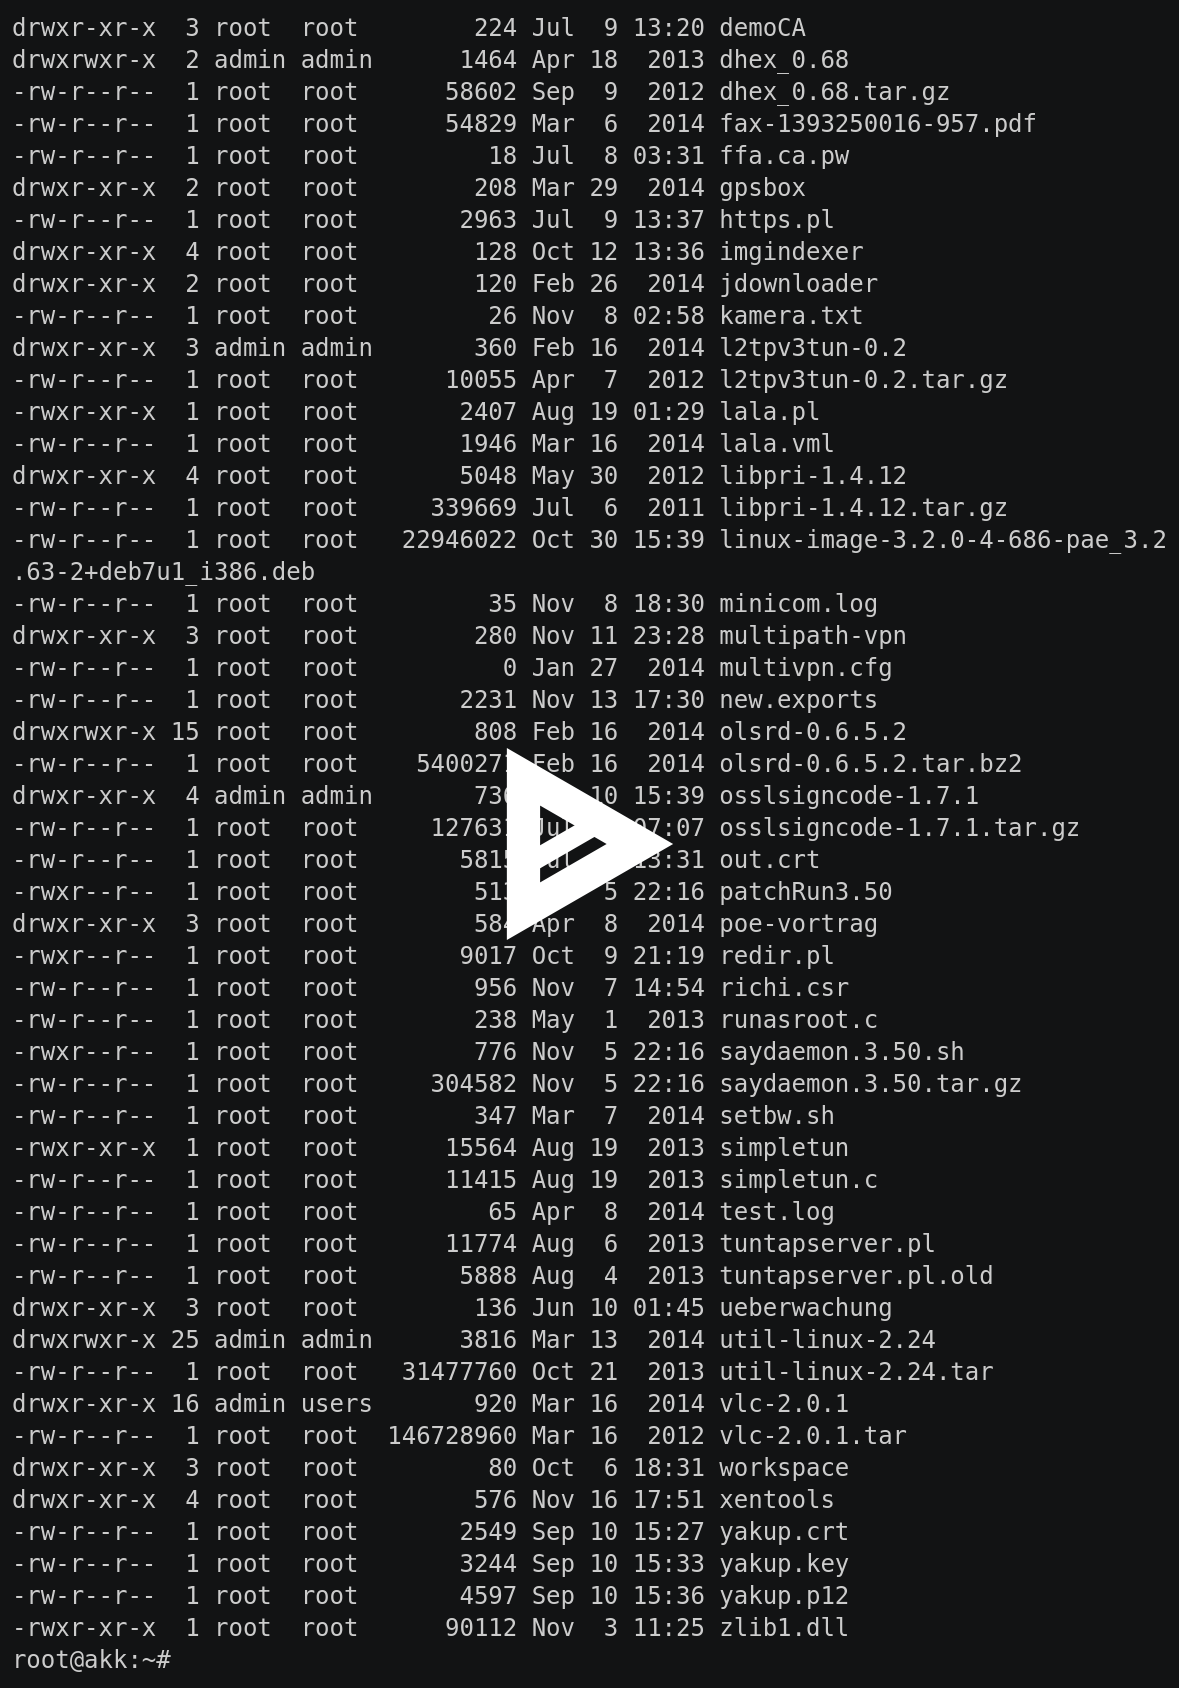 drwxr-xr-x  3 root  root        224 Jul  9 13:20 demoCA
drwxrwxr-x  2 admin admin      1464 Apr 18  2013 dhex_0.68
-rw-r--r--  1 root  root      58602 Sep  9  2012 dhex_0.68.tar.gz
-rw-r--r--  1 root  root      54829 Mar  6  2014 fax-1393250016-957.pdf
-rw-r--r--  1 root  root         18 Jul  8 03:31 ffa.ca.pw
drwxr-xr-x  2 root  root        208 Mar 29  2014 gpsbox
-rw-r--r--  1 root  root       2963 Jul  9 13:37 https.pl
drwxr-xr-x  4 root  root        128 Oct 12 13:36 imgindexer
drwxr-xr-x  2 root  root        120 Feb 26  2014 jdownloader
-rw-r--r--  1 root  root         26 Nov  8 02:58 kamera.txt
drwxr-xr-x  3 admin admin       360 Feb 16  2014 l2tpv3tun-0.2
-rw-r--r--  1 root  root      10055 Apr  7  2012 l2tpv3tun-0.2.tar.gz
-rwxr-xr-x  1 root  root       2407 Aug 19 01:29 lala.pl
-rw-r--r--  1 root  root       1946 Mar 16  2014 lala.vml
drwxr-xr-x  4 root  root       5048 May 30  2012 libpri-1.4.12
-rw-r--r--  1 root  root     339669 Jul  6  2011 libpri-1.4.12.tar.gz
-rw-r--r--  1 root  root   22946022 Oct 30 15:39 linux-image-3.2.0-4-686-pae_3.2
.63-2+deb7u1_i386.deb
-rw-r--r--  1 root  root         35 Nov  8 18:30 minicom.log
drwxr-xr-x  3 root  root        280 Nov 11 23:28 multipath-vpn
-rw-r--r--  1 root  root          0 Jan 27  2014 multivpn.cfg
-rw-r--r--  1 root  root       2231 Nov 13 17:30 new.exports
drwxrwxr-x 15 root  root        808 Feb 16  2014 olsrd-0.6.5.2
-rw-r--r--  1 root  root    Feb 16  2014 olsrd-0.6.5.2.tar.bz2
drwxr-xr-x  4 admin admin       10 15:39 osslsigncode-1.7.1
-rw-r--r--  1 root  root     Jul 07:07 osslsigncode-1.7.1.tar.gz
-rw-r--r--  1 root  root       Jul 13:31 out.crt
-rwxr--r--  1 root  root        5 22:16 patchRun3.50
drwxr-xr-x  3 root  root        Apr  8  2014 poe-vortrag
-rwxr--r--  1 root  root       9017 Oct  9 21:19 redir.pl
-rw-r--r--  1 root  root        956 Nov  7 14:54 richi.csr
-rw-r--r--  1 root  root        238 May  1  2013 runasroot.c
-rwxr--r--  1 root  root        776 Nov  5 22:16 saydaemon.3.50.sh
-rw-r--r--  1 root  root     304582 Nov  5 22:16 saydaemon.3.50.tar.gz
-rw-r--r--  1 root  root        347 Mar  7  2014 setbw.sh
-rwxr-xr-x  1 root  root      15564 Aug 19  2013 simpletun
-rw-r--r--  1 root  root      11415 Aug 19  2013 simpletun.c
-rw-r--r--  1 root  root         65 Apr  8  2014 test.log
-rw-r--r--  1 root  root      11774 Aug  6  2013 tuntapserver.pl
-rw-r--r--  1 root  root       5888 Aug  4  2013 tuntapserver.pl.old
drwxr-xr-x  3 root  root        136 Jun 10 01:45 ueberwachung
drwxrwxr-x 25 admin admin      3816 Mar 13  2014 util-linux-2.24
-rw-r--r--  1 root  root   31477760 Oct 21  2013 util-linux-2.24.tar
drwxr-xr-x 16 admin users       920 Mar 16  2014 vlc-2.0.1
-rw-r--r--  1 root  root  146728960 Mar 16  2012 vlc-2.0.1.tar
drwxr-xr-x  3 root  root         80 Oct  6 18:31 workspace
drwxr-xr-x  4 root  root        576 Nov 16 17:51 xentools
-rw-r--r--  1 root  root       2549 Sep 10 15:27 yakup.crt
-rw-r--r--  1 root  root       3244 Sep 10 15:33 yakup.key
-rw-r--r--  1 root  root       4597 Sep 10 15:36 yakup.p12
-rwxr-xr-x  1 root  root      90112 Nov  3 11:25 zlib1.dll
root@akk:~#